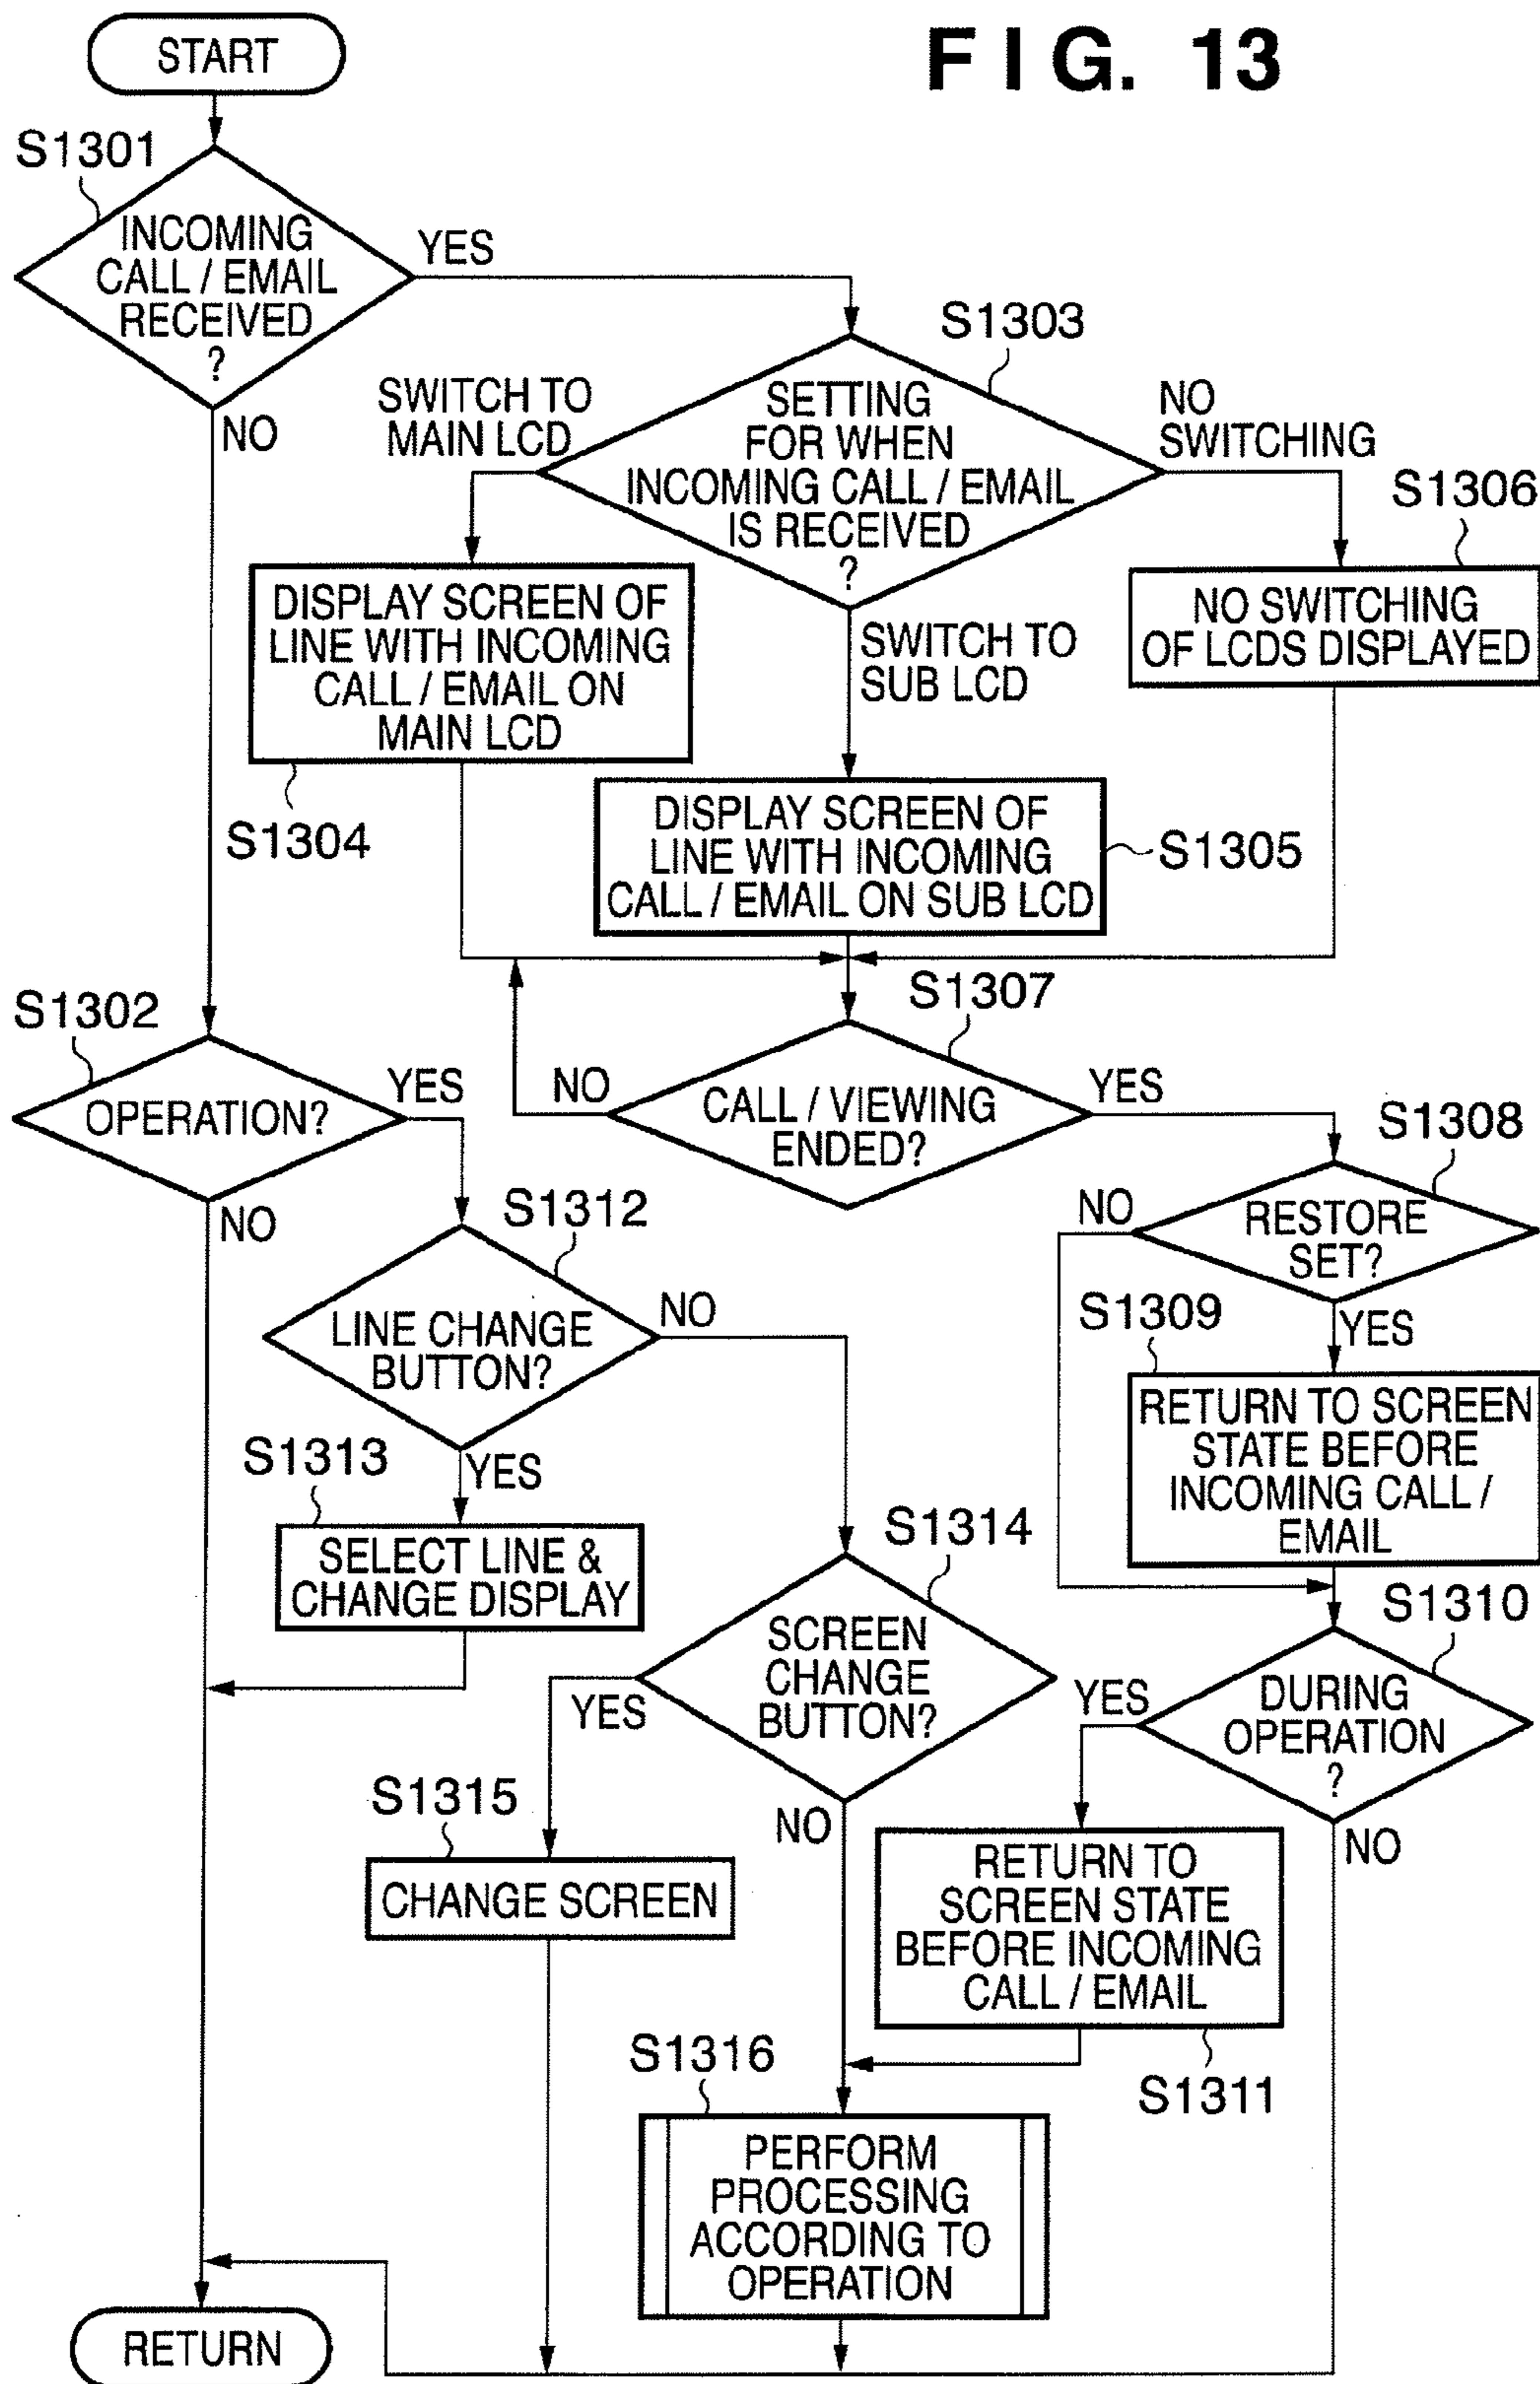 FIG. 13
START
S1301
INCOMING
CALL / EMAIL
RECEIVED
?
YES
NO
S1303
SETTING
FOR WHEN
INCOMING CALL / EMAIL
IS RECEIVED
?
SWITCH TO
MAIN LCD
NO
SWITCHING
SWITCH TO
SUB LCD
S1306
NO SWITCHING
OF LCDS DISPLAYED
DISPLAY SCREEN OF
LINE WITH INCOMING
CALL / EMAIL ON
MAIN LCD
S1304
DISPLAY SCREEN OF
LINE WITH INCOMING
CALL / EMAIL ON SUB LCD
S1305
S1302
OPERATION?
YES
NO
S1307
CALL / VIEWING
ENDED?
NO
YES
S1308
RESTORE
SET?
NO
YES
S1309
RETURN TO SCREEN
STATE BEFORE
INCOMING CALL /
EMAIL
S1312
LINE CHANGE
BUTTON?
NO
YES
S1313
SELECT LINE &
CHANGE DISPLAY
S1314
SCREEN
CHANGE
BUTTON?
YES
NO
S1310
DURING
OPERATION
?
YES
NO
S1315
CHANGE SCREEN
RETURN TO
SCREEN STATE
BEFORE INCOMING
CALL / EMAIL
S1311
S1316
PERFORM
PROCESSING
ACCORDING TO
OPERATION
RETURN